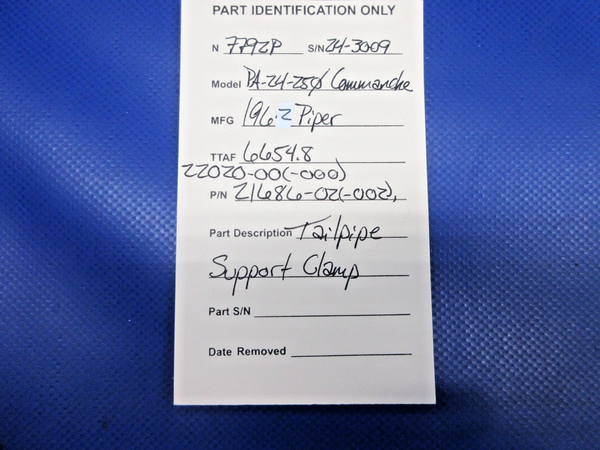 PART IDENTIFICATION ONLY
N 7792P S/N 24-3009
Model PA-24-250 Commanche
MFG 1962 Piper
TTAF 6654.8
22020-00(-000)
P/N 21686-02(-002),
Part Description Tailpipe
Support Clamp
Part S/N
Date Removed